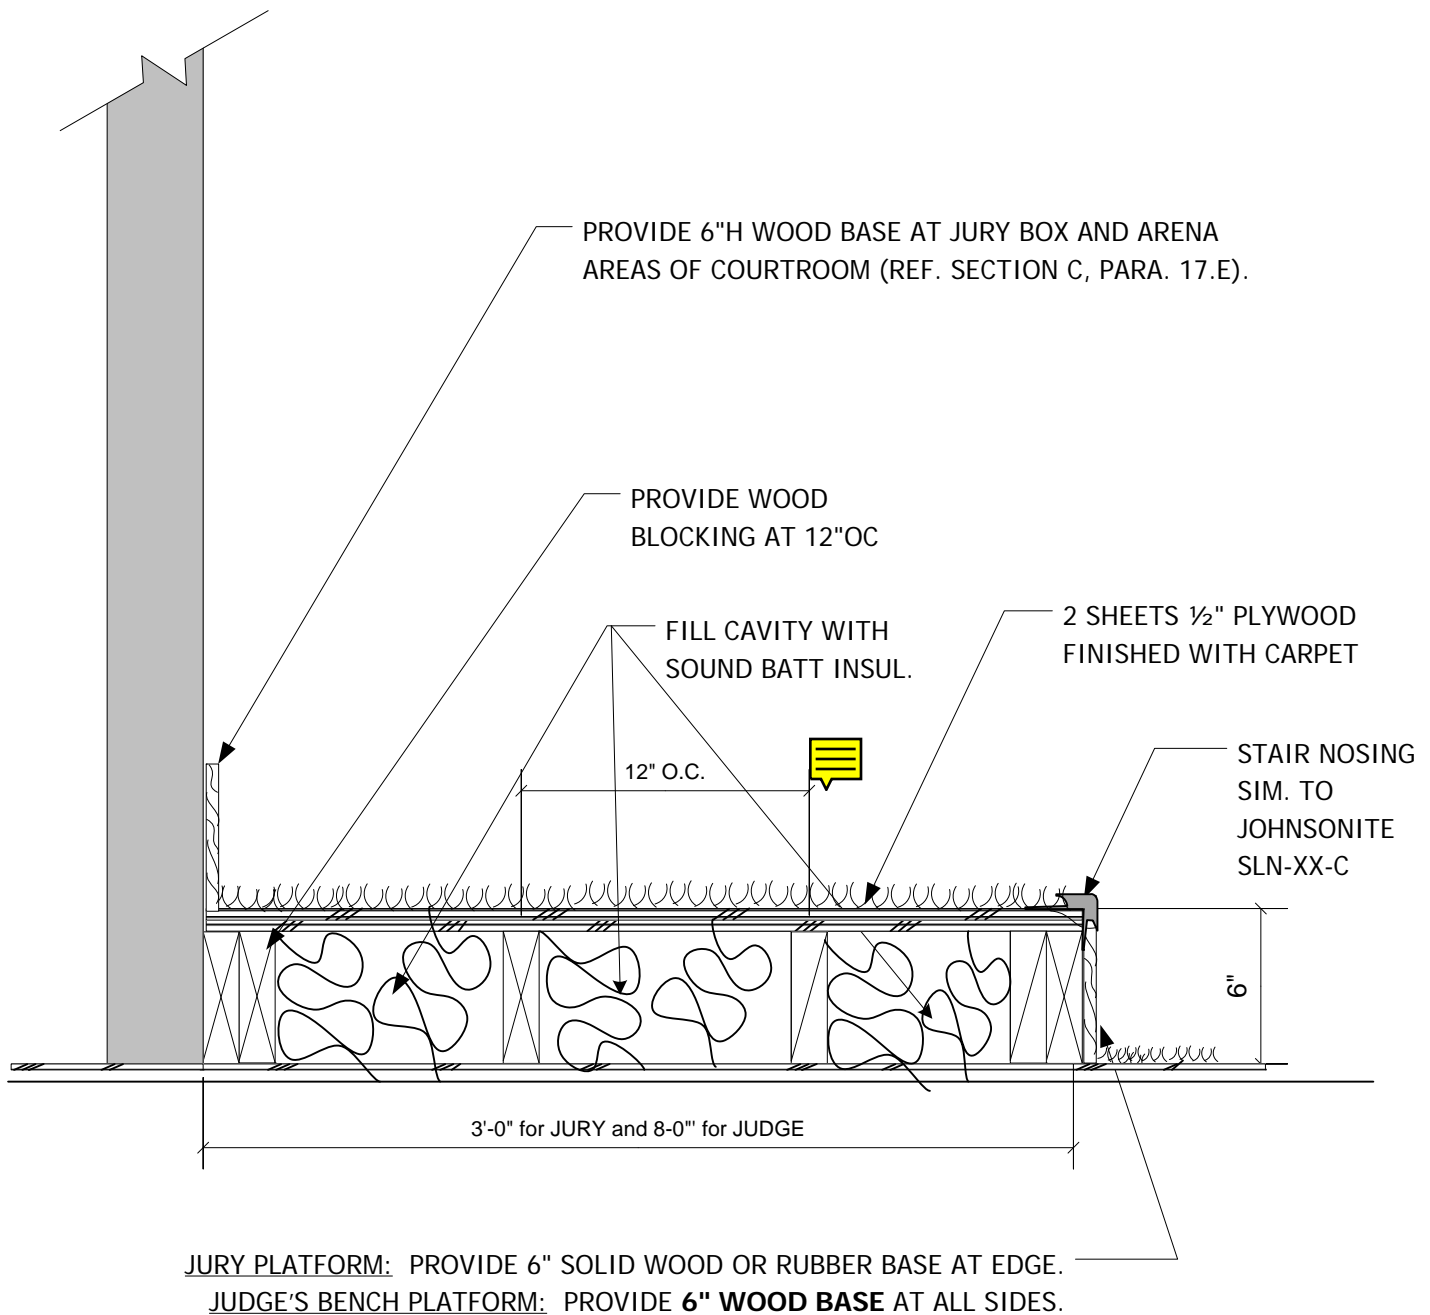 PROVIDE 6"H WOOD BASE AT JURY BOX AND ARENA
AREAS OF COURTROOM (REF. SECTION C, PARA. 17.E).
PROVIDE WOOD
BLOCKING AT 12"OC
2 SHEETS ½" PLYWOOD
FINISHED WITH CARPET
FILL CAVITY WITH
SOUND BATT INSUL.
STAIR NOSING
SIM. TO
JOHNSONITE
SLN-XX-C
12" O.C.
6"
3'-0" for JURY and 8-0"' for JUDGE
JURY PLATFORM: PROVIDE 6" SOLID WOOD OR RUBBER BASE AT EDGE.
JUDGE'S BENCH PLATFORM: PROVIDE 6" WOOD BASE AT ALL SIDES.